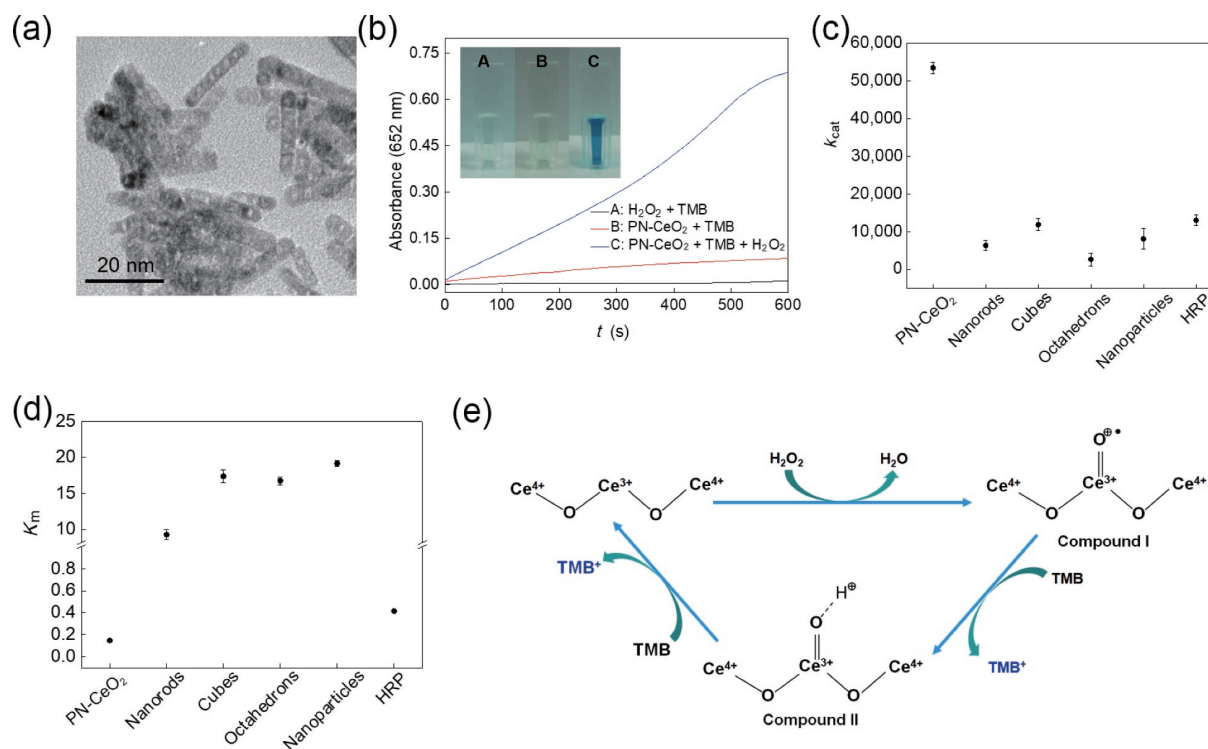 (a)
20 nm
(b)
Absorbance (652 nm)
0.75
0.60
0.45
0.30
0.15
0.00
A B C
A: H₂O₂ + TMB
B: PN-CeO₂ + TMB
C: PN-CeO₂ + TMB + H₂O₂
0 100 200 300 400 500 600
t (s)
(c)
kcat
60,000
50,000
40,000
30,000
20,000
10,000
0
PN-CeO₂
Nanorods
Cubes
Octahedrons
Nanoparticles
HRP
(d)
Km
25
20
15
10
0.8
0.6
0.4
0.2
0.0
PN-CeO₂
Nanorods
Cubes
Octahedrons
Nanoparticles
HRP
(e)
Ce⁴⁺ O Ce³⁺ O Ce⁴⁺
H₂O₂ H₂O
O⊕•
Ce⁴⁺ O Ce³⁺ O Ce⁴⁺
Compound I
TMB
TMB⁺
H⊕
O
Ce⁴⁺ O Ce³⁺ O Ce⁴⁺
Compound II
TMB
TMB⁺